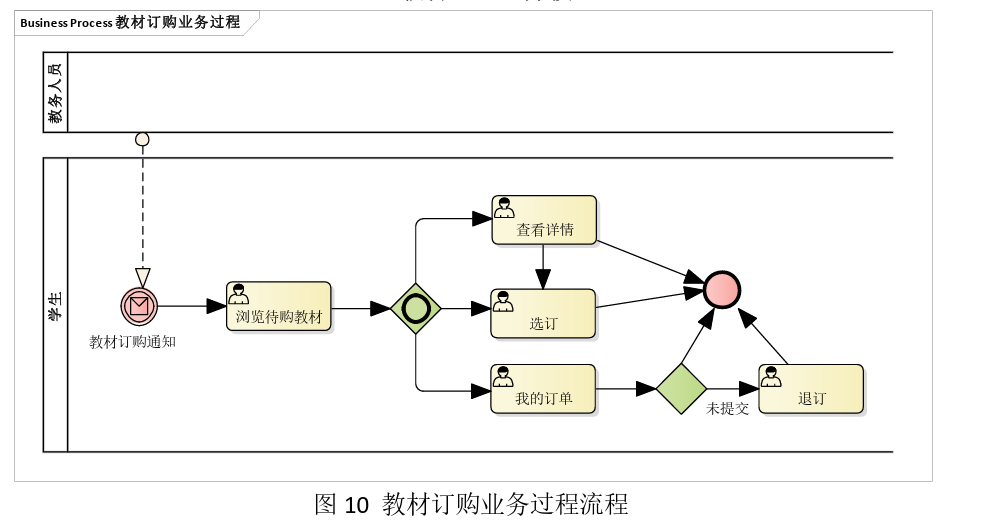 Business Process 教材订购业务过程
教务人员
学生
教材订购通知
浏览待购教材
查看详情
选订
我的订单
未提交
退订
图 10 教材订购业务过程流程